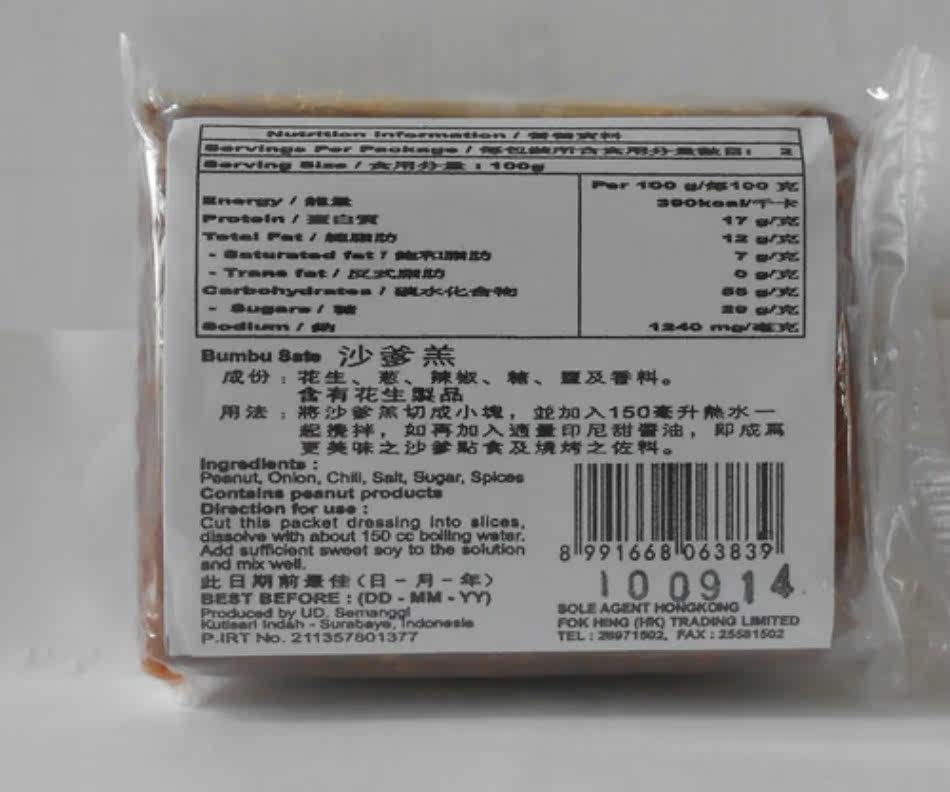 Nutrition Information / 營養資料
Servings Per Package / 每包裝所含食用分量數目: 2
Serving Size / 食用分量 : 100g
Per 100 g/每100 克
Energy / 能量 390kcal/千卡
Protein / 蛋白質 17 g/克
Total Fat / 總脂肪 12 g/克
- Saturated fat / 飽和脂肪 7 g/克
- Trans fat / 反式脂肪 0 g/克
Carbohydrates / 碳水化合物 g/克
- Sugars / 糖 g/克
Sodium / 鈉 1240 mg/毫克
Bumbu Sate 沙爹羔
成份 : 花生、葱、辣椒、糖、鹽及香料。
含有花生製品
用法 : 將沙爹羔切成小塊, 並加入150毫升熱水一
起攪拌, 如再加入適量印尼甜醬油, 即成爲
更美味之沙爹點食及燒烤之佐料。
Ingredients :
Peanut, Onion, Chili, Salt, Sugar, Spices
Contains peanut products
Direction for use :
Cut this packet dressing into slices,
dissolve with about 150 cc boiling water.
Add sufficient sweet soy to the solution
and mix well.
8 991668 063839
此日期前最佳 (日 - 月 - 年)
BEST BEFORE : (DD - MM - YY)
10 09 14
Produced by UD. Semanggi
Kutisari Indah - Surabaya, Indonesia
P.IRT No. 211357801377
SOLE AGENT HONGKONG
FOK HING (HK) TRADING LIMITED
TEL : 28971502, FAX : 25581502